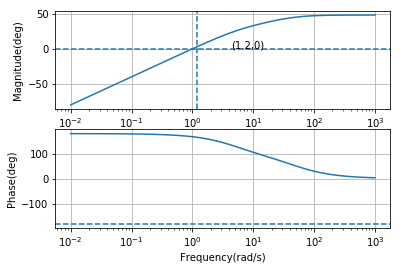 Magnitude(deg)
50
0
−50
(1.2,0)
10⁻² 10⁻¹ 10⁰ 10¹ 10² 10³
Phase(deg)
100
0
−100
10⁻² 10⁻¹ 10⁰ 10¹ 10² 10³
Frequency(rad/s)